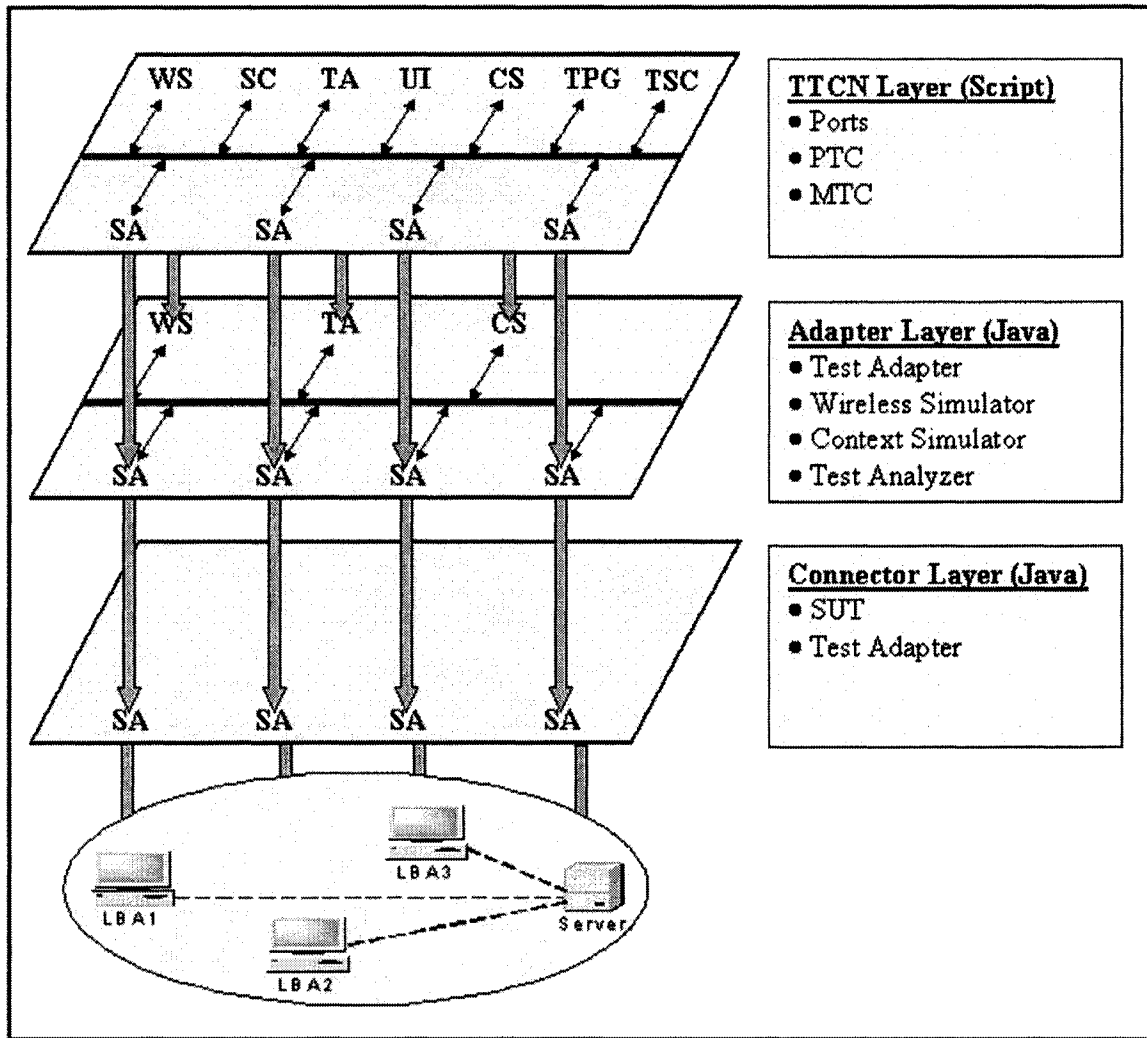 WS SC TA UI CS TPG TSC
SA SA SA SA
TTCN Layer (Script)
• Ports
• PTC
• MTC
WS TA CS
SA SA SA SA
Adapter Layer (Java)
• Test Adapter
• Wireless Simulator
• Context Simulator
• Test Analyzer
SA SA SA SA
Connector Layer (Java)
• SUT
• Test Adapter
LBA3
LBA1
Server
LBA2